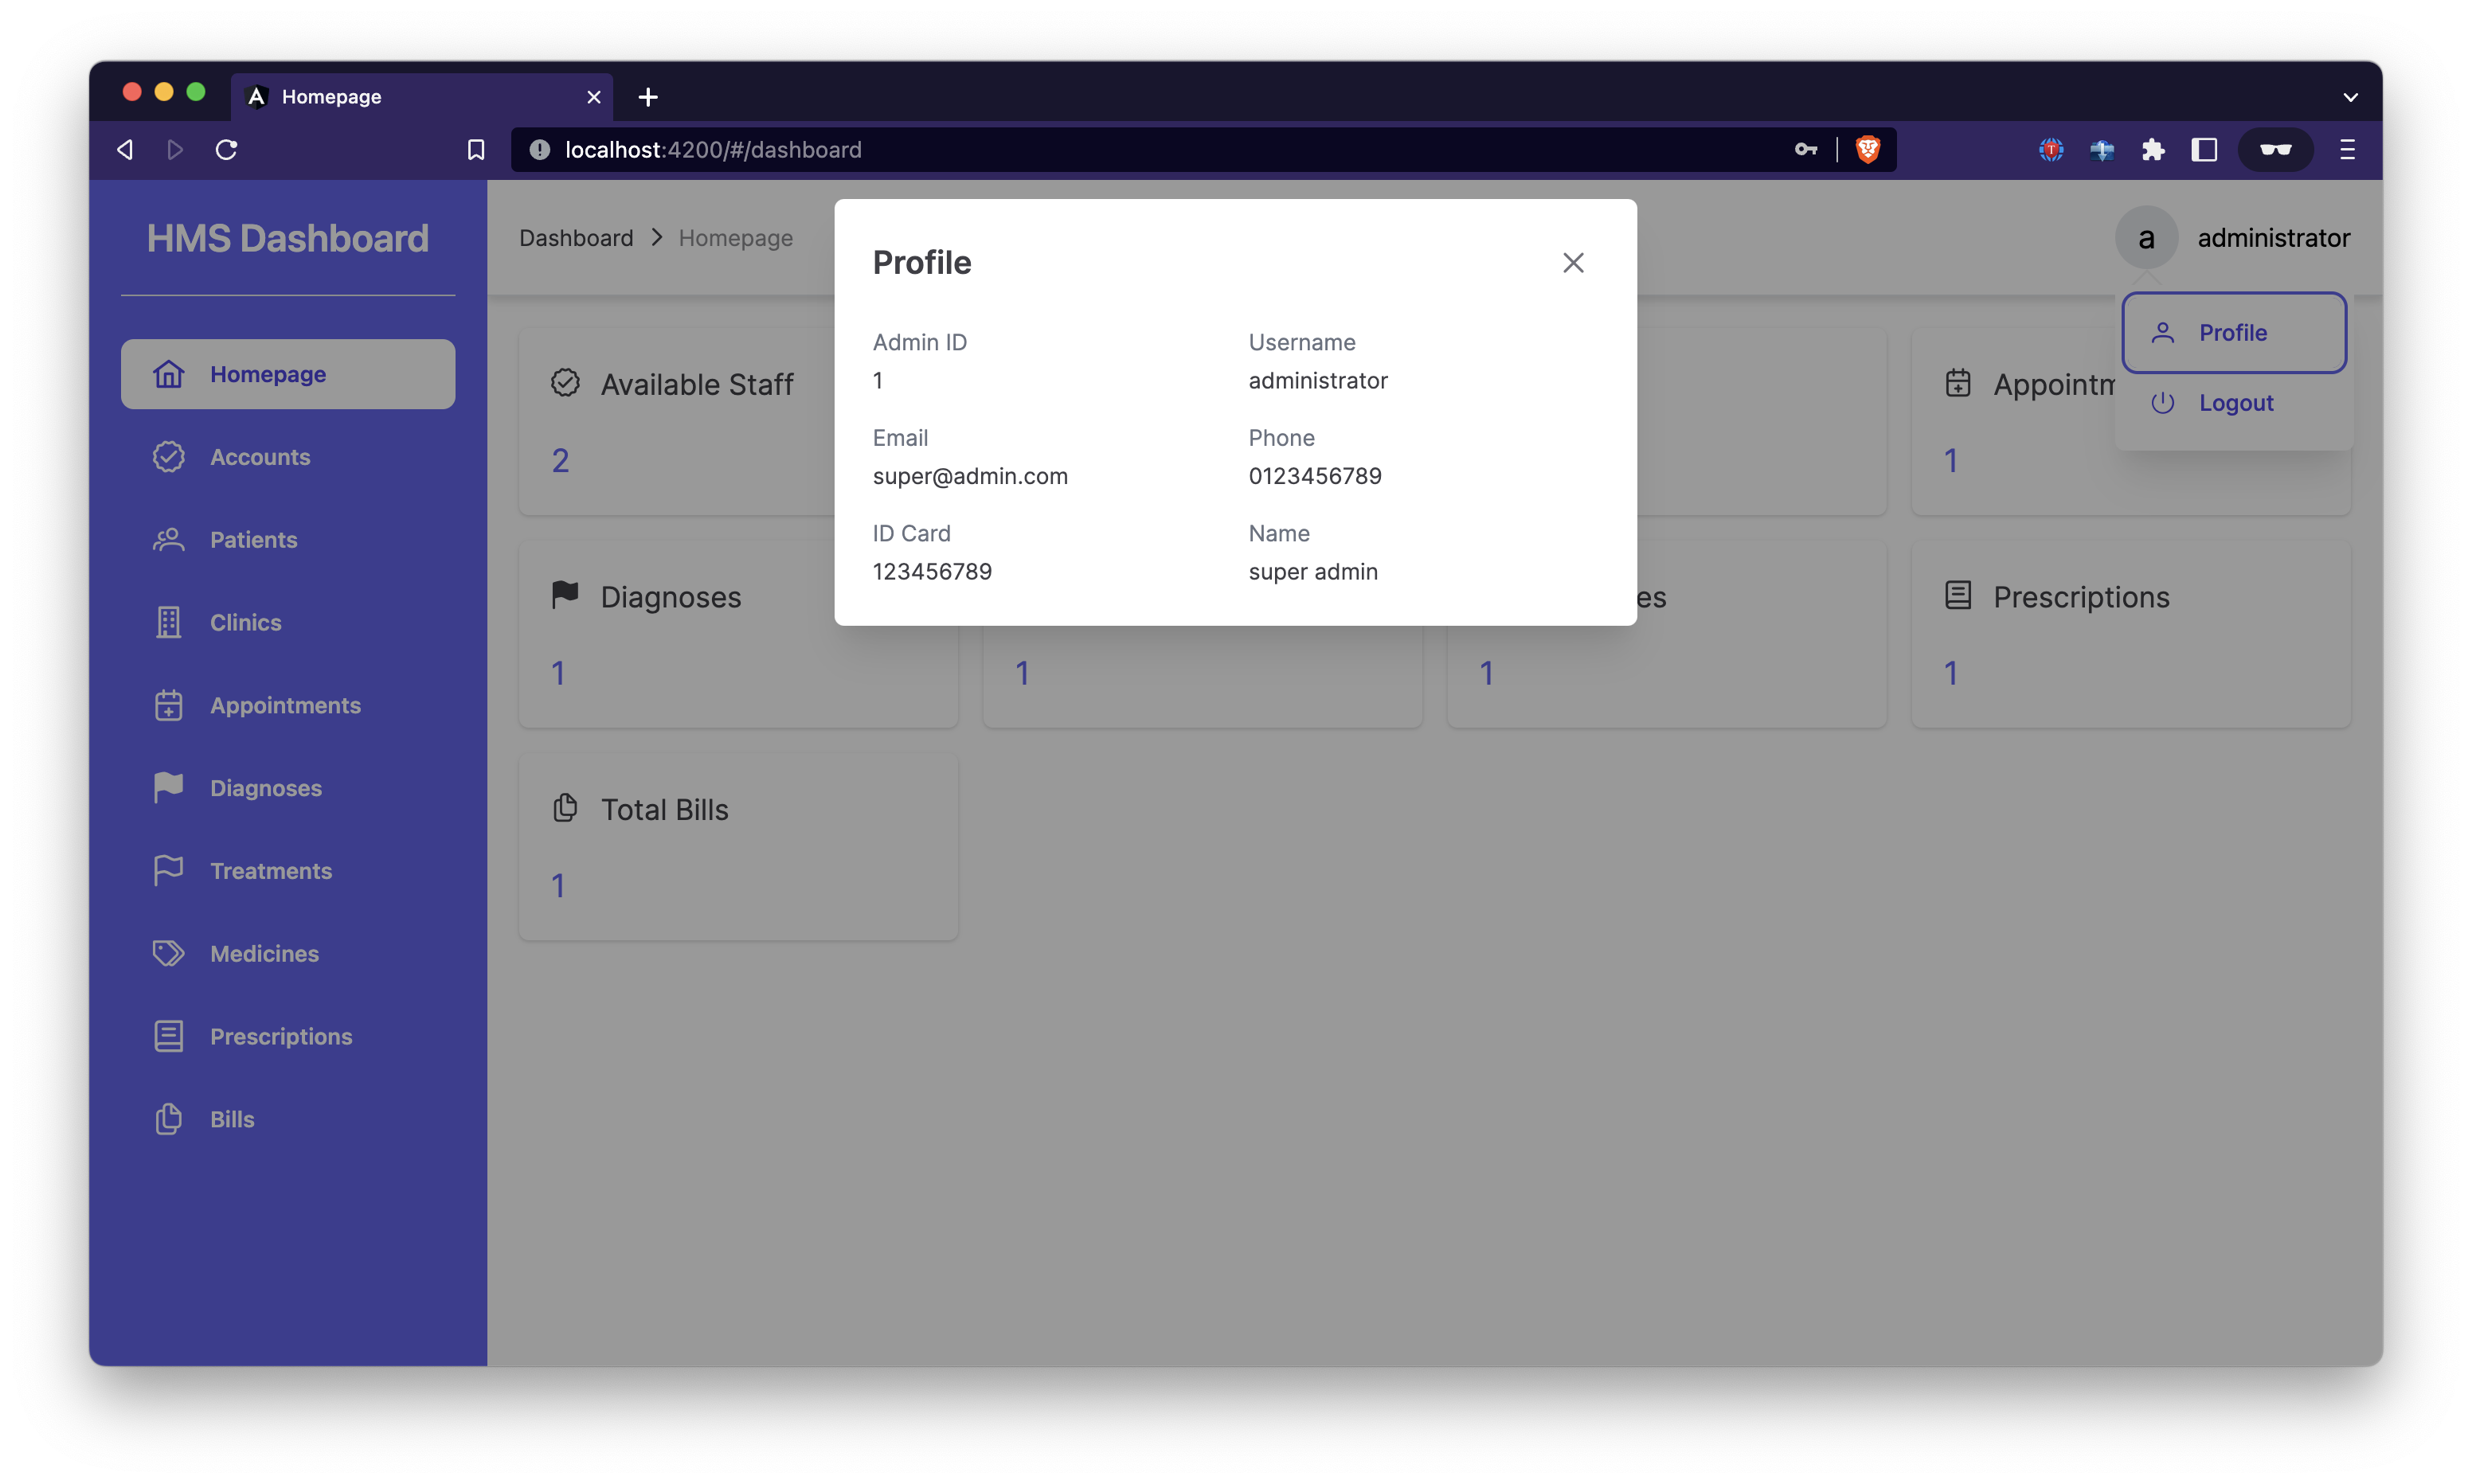 Homepage
localhost:4200/#/dashboard
HMS Dashboard
Homepage
Accounts
Patients
Clinics
Appointments
Diagnoses
Treatments
Medicines
Prescriptions
Bills
Dashboard > Homepage
a administrator
Profile
Logout
Profile
Admin ID
1
Username
administrator
Email
super@admin.com
Phone
0123456789
ID Card
123456789
Name
super admin
Available Staff
2
1
Diagnoses
1
1
1
Prescriptions
1
Total Bills
1